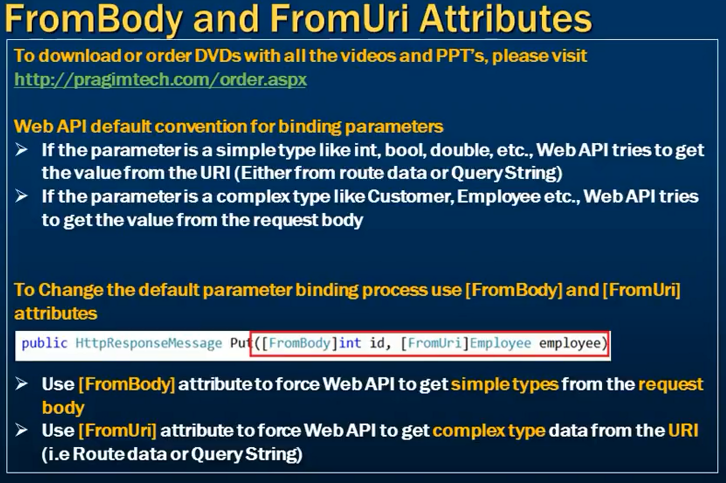 FromBody and FromUri Attributes
To download or order DVDs with all the videos and PPT's, please visit
http://pragimtech.com/order.aspx
Web API default convention for binding parameters
➢ If the parameter is a simple type like int, bool, double, etc., Web API tries to get
the value from the URI (Either from route data or Query String)
➢ If the parameter is a complex type like Customer, Employee etc., Web API tries
to get the value from the request body
To Change the default parameter binding process use [FromBody] and [FromUri]
attributes
public HttpResponseMessage Put([FromBody]int id, [FromUri]Employee employee)
➢ Use [FromBody] attribute to force Web API to get simple types from the request
body
➢ Use [FromUri] attribute to force Web API to get complex type data from the URI
(i.e Route data or Query String)